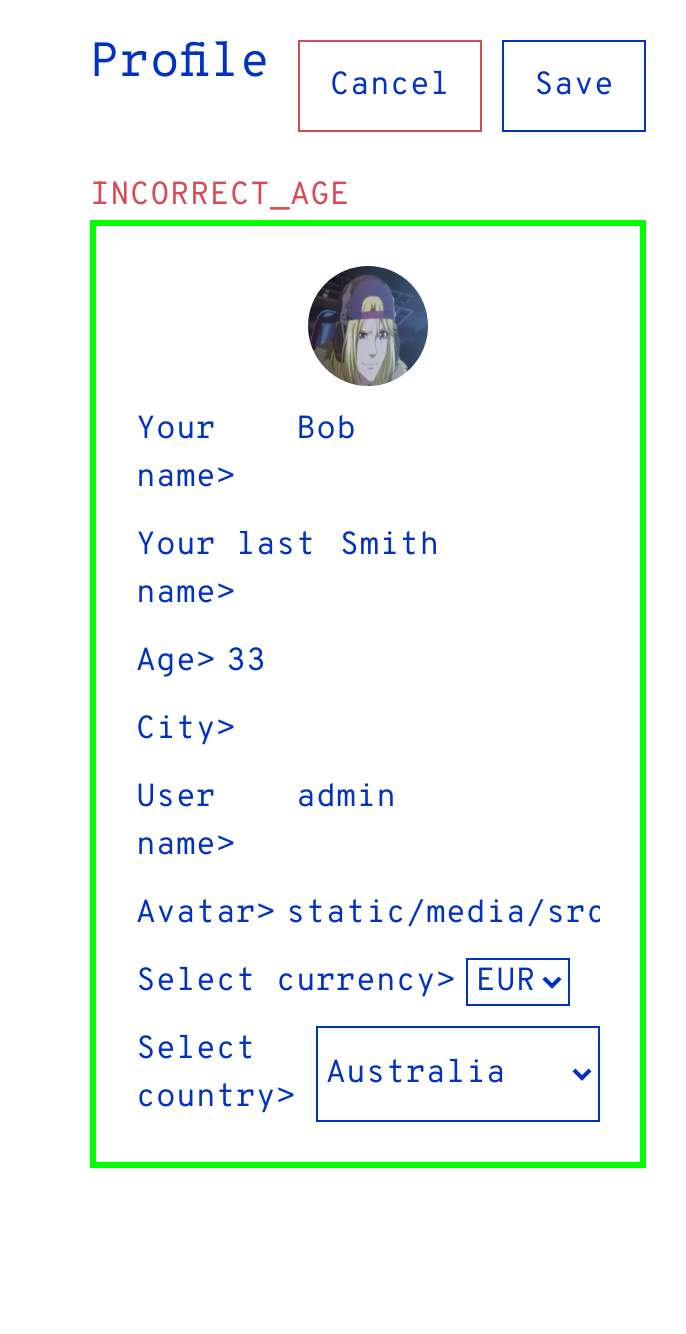 Profile
Cancel
Save
INCORRECT_AGE
Your name>
Bob
Your last name>
Smith
Age> 33
City>
User name>
admin
Avatar> static/media/src
Select currency> EUR
Select country>
Australia